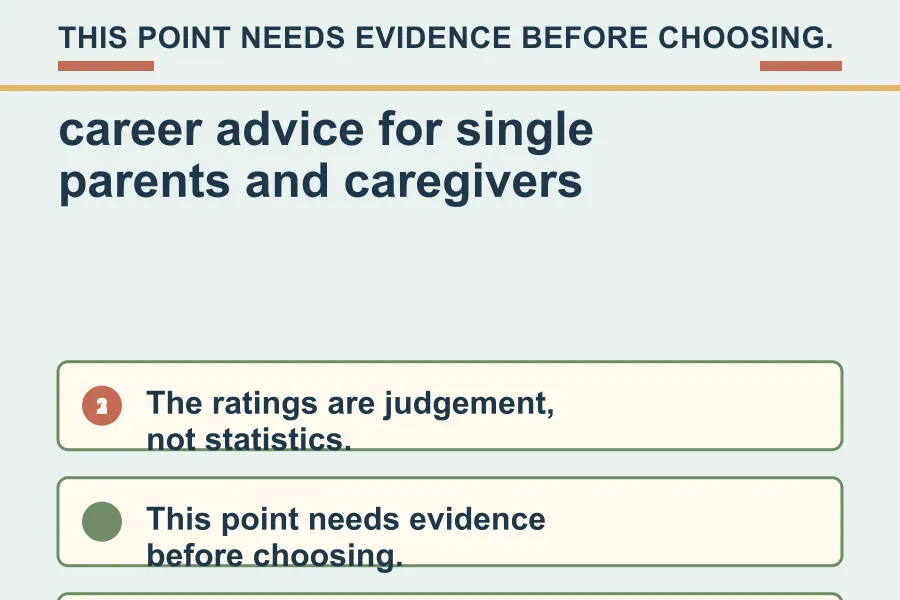 THIS POINT NEEDS EVIDENCE BEFORE CHOOSING.
career advice for single
parents and caregivers
The ratings are judgement,
not statistics.
This point needs evidence
before choosing.